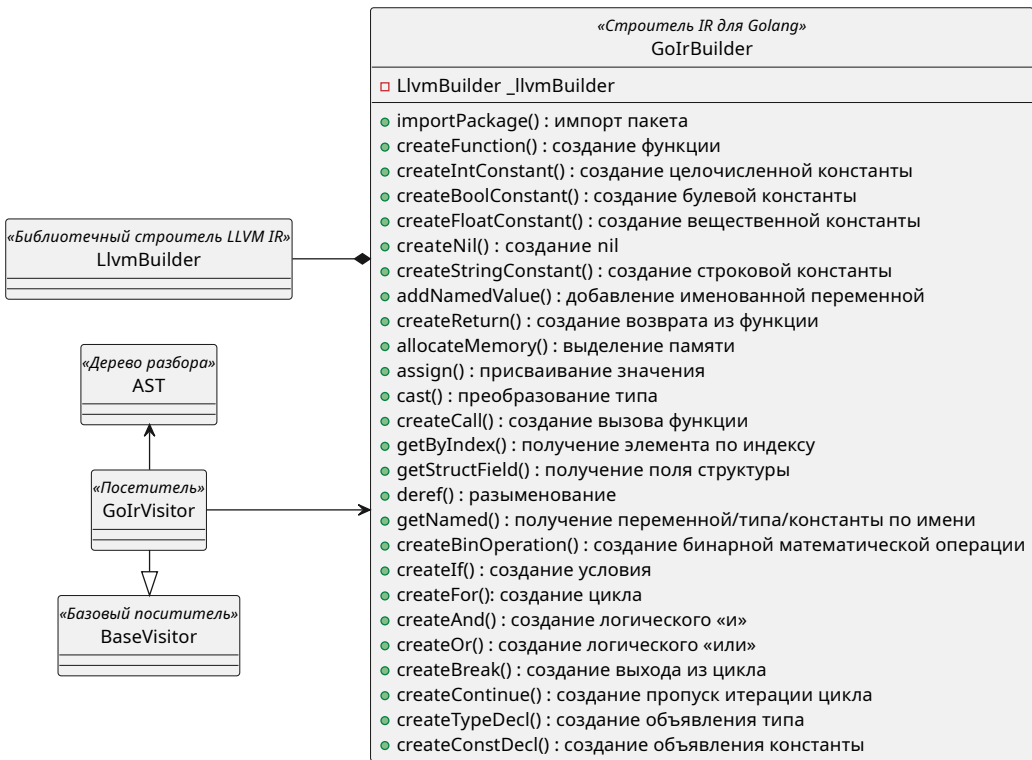 «Строитель IR для Golang»
GoIrBuilder
LlvmBuilder _llvmBuilder
importPackage() : импорт пакета
createFunction() : создание функции
createIntConstant() : создание целочисленной константы
createBoolConstant() : создание булевой константы
createFloatConstant() : создание вещественной константы
createNil() : создание nil
createStringConstant() : создание строковой константы
addNamedValue() : добавление именованной переменной
createReturn() : создание возврата из функции
allocateMemory() : выделение памяти
assign() : присваивание значения
cast() : преобразование типа
createCall() : создание вызова функции
getByIndex() : получение элемента по индексу
getStructField() : получение поля структуры
deref() : разыменование
getNamed() : получение переменной/типа/константы по имени
createBinOperation() : создание бинарной математической операции
createIf() : создание условия
createFor(): создание цикла
createAnd() : создание логического «и»
createOr() : создание логического «или»
createBreak() : создание выхода из цикла
createContinue() : создание пропуск итерации цикла
createTypeDecl() : создание объявления типа
createConstDecl() : создание объявления константы
«Библиотечный строитель LLVM IR»
LlvmBuilder
«Дерево разбора»
AST
«Посетитель»
GoIrVisitor
«Базовый посититель»
BaseVisitor